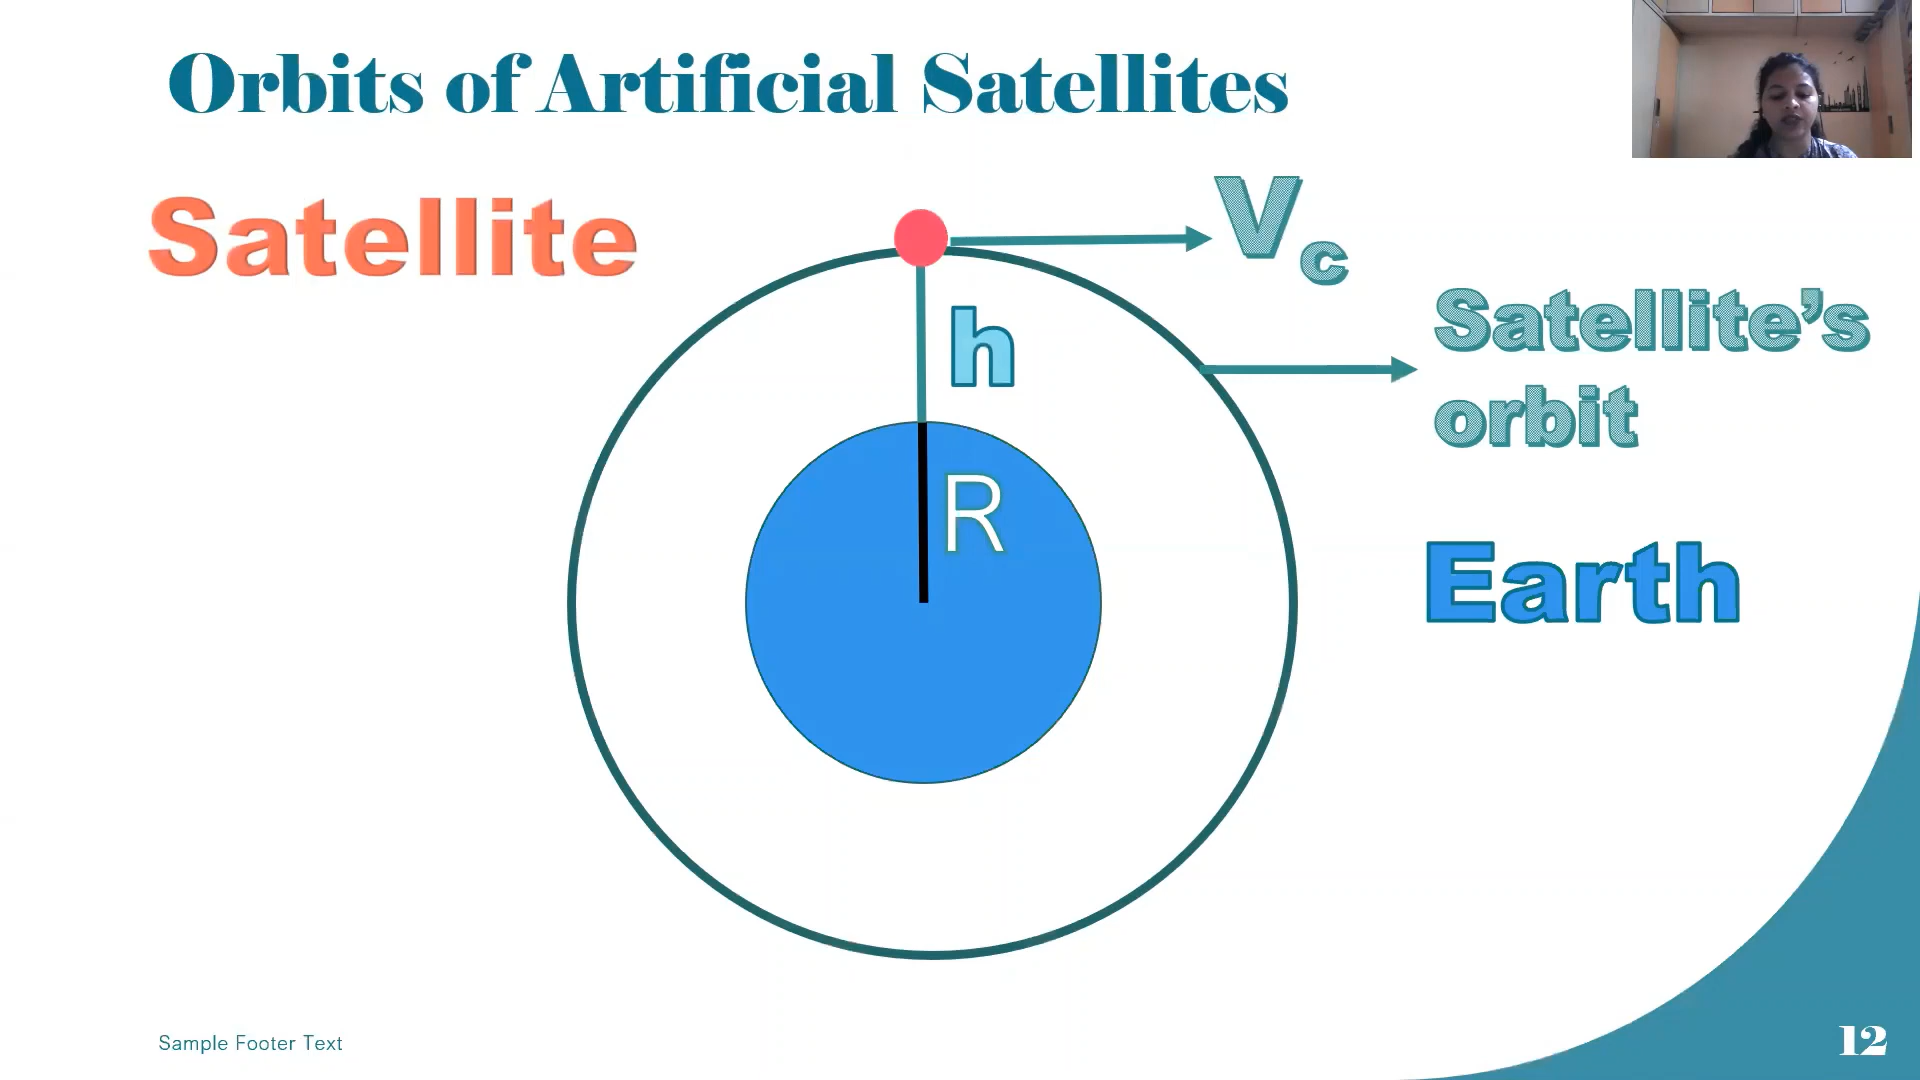 Orbits of Artificial Satellites
Satellite
Vc
h
Satellite’s
orbit
R
Earth
Sample Footer Text
12